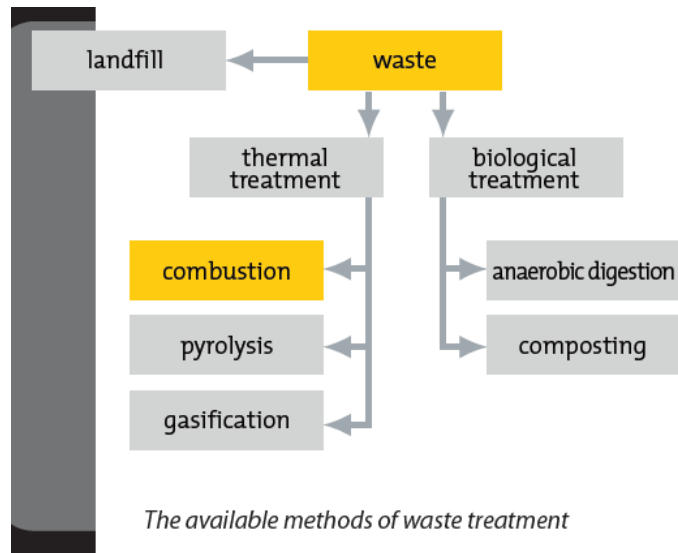 landfill
waste
thermal
treatment
biological
treatment
combustion
anaerobic digestion
pyrolysis
composting
gasification
The available methods of waste treatment